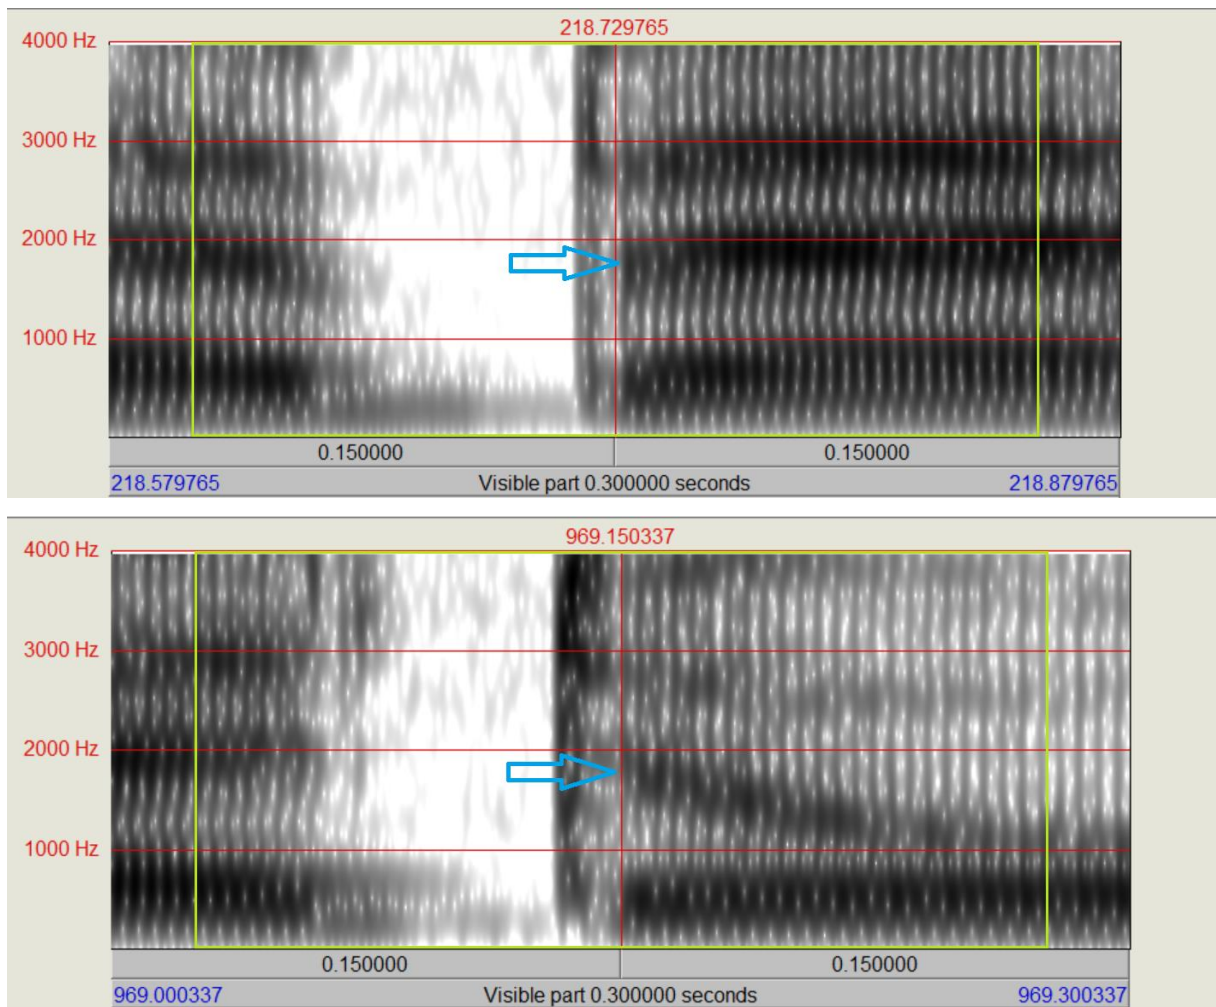 218.729765
4000 Hz
3000 Hz
2000 Hz
1000 Hz
0.150000 0.150000
218.579765 Visible part 0.300000 seconds 218.879765
969.150337
4000 Hz
3000 Hz
2000 Hz
1000 Hz
0.150000 0.150000
969.000337 Visible part 0.300000 seconds 969.300337